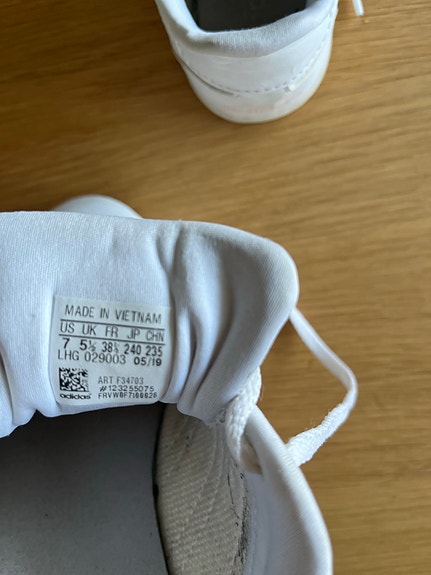 MADE IN VIETNAM
US UK FR JP CHN
7 5½ 38⅔ 240 235
LHG 029003 05/19
ART F34703
#123255075
adidas